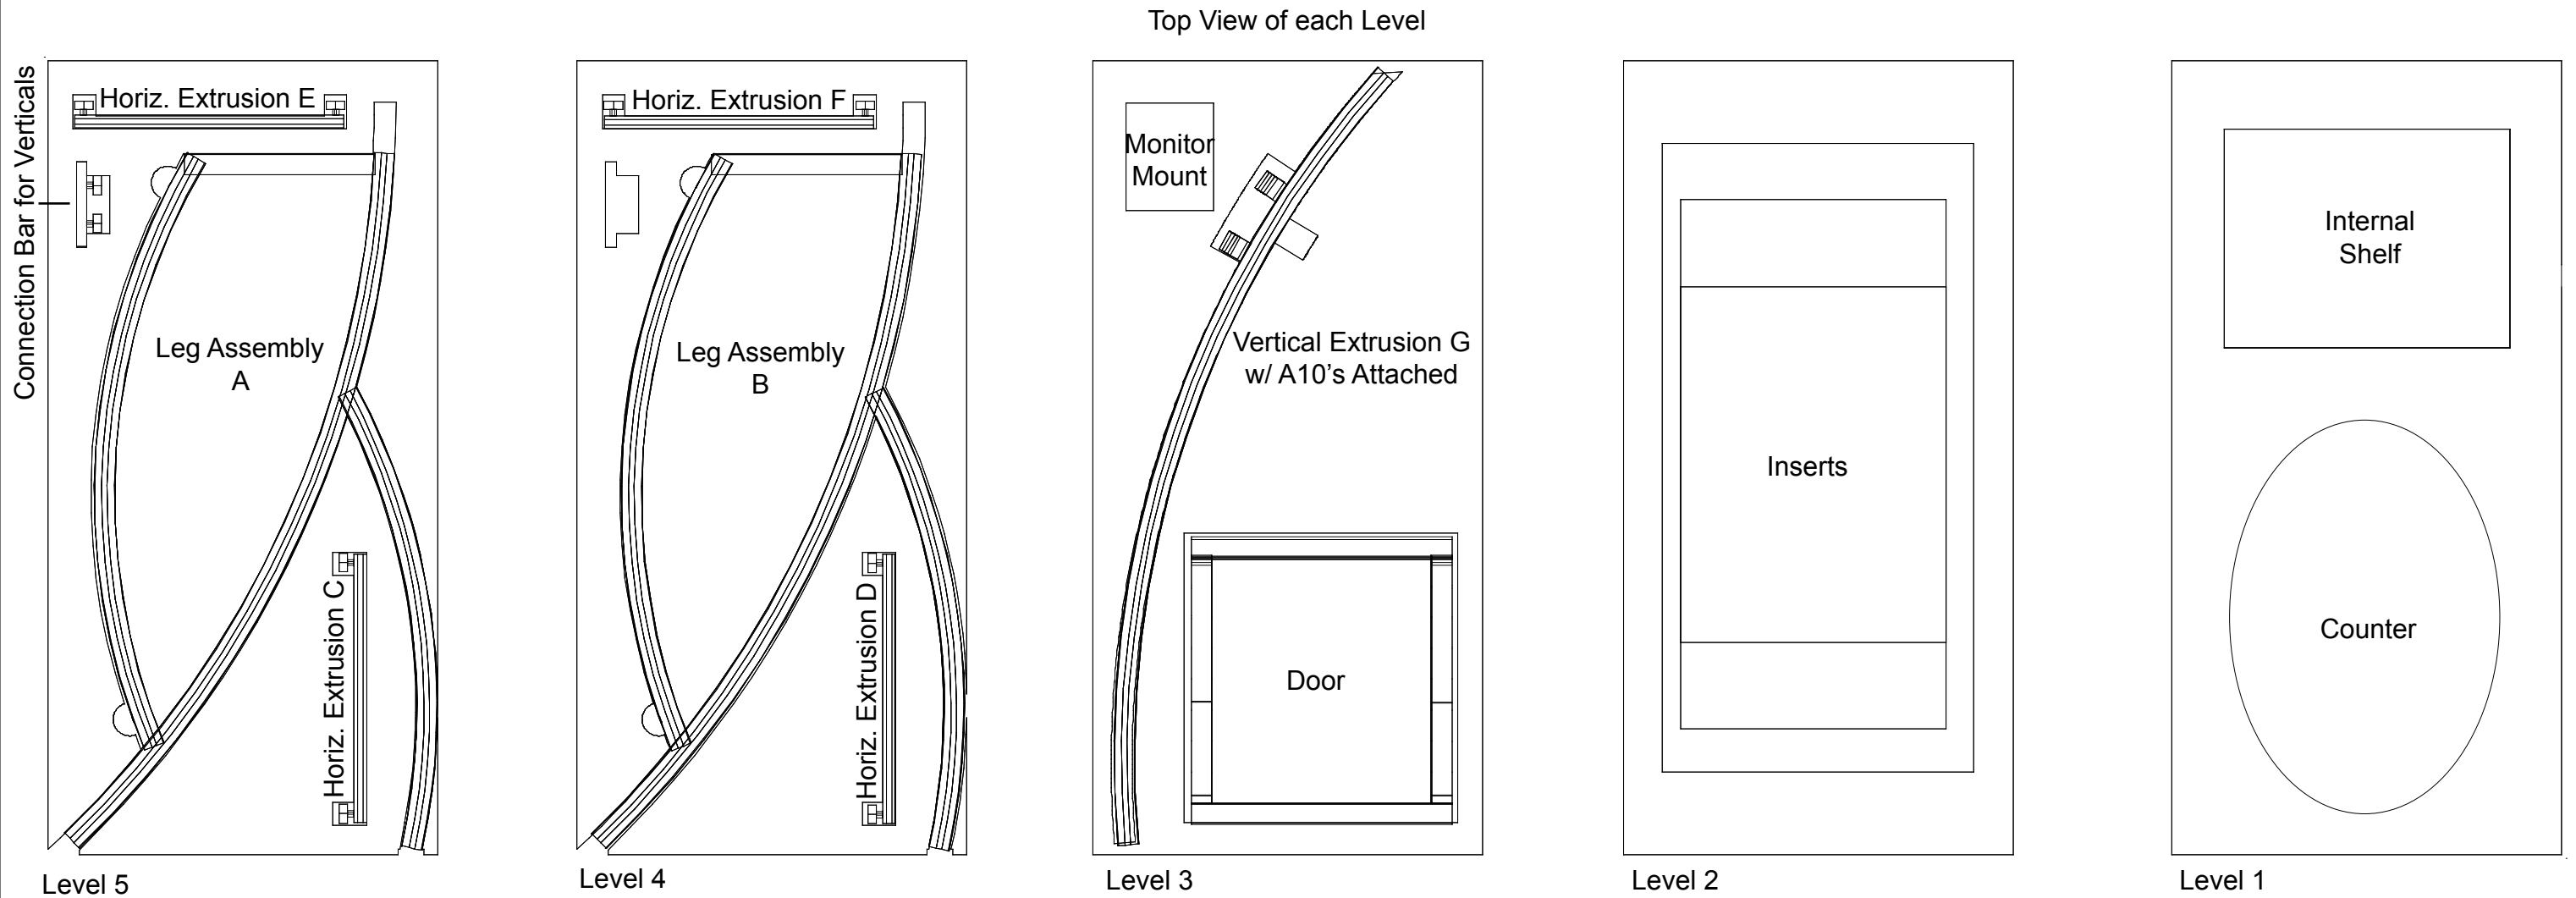 Top View of each Level
Connection Bar for Verticals
Horiz. Extrusion E
Leg Assembly
A
Horiz. Extrusion C
Level 5
Horiz. Extrusion F
Leg Assembly
B
Horiz. Extrusion D
Level 4
Monitor
Mount
Vertical Extrusion G
w/ A10’s Attached
Door
Level 3
Inserts
Level 2
Internal
Shelf
Counter
Level 1